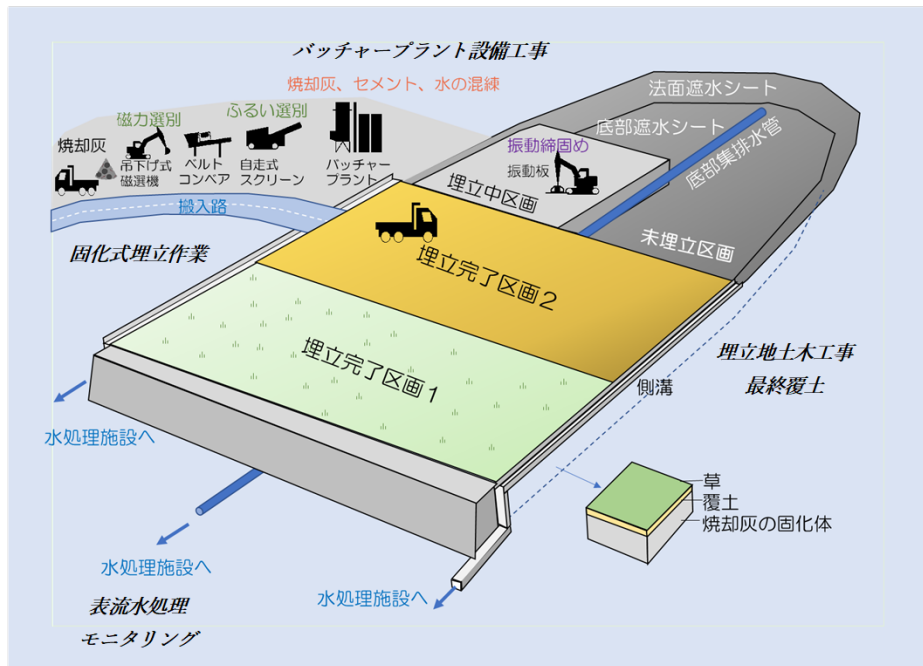 バッチャープラント設備工事
焼却灰、セメント、水の混練
法面遮水シート
磁力選別
ふるい選別
底部遮水シート
焼却灰
振動締固め
底部集排水管
吊下げ式
磁選機
ベルト
コンベア
自走式
スクリーン
バッチャー
プラント
振動板
搬入路
埋立中区画
未埋立区画
固化式埋立作業
埋立完了区画2
埋立地土木工事
最終覆土
埋立完了区画1
側溝
水処理施設へ
草
覆土
焼却灰の固化体
水処理施設へ
水処理施設へ
表流水処理
モニタリング